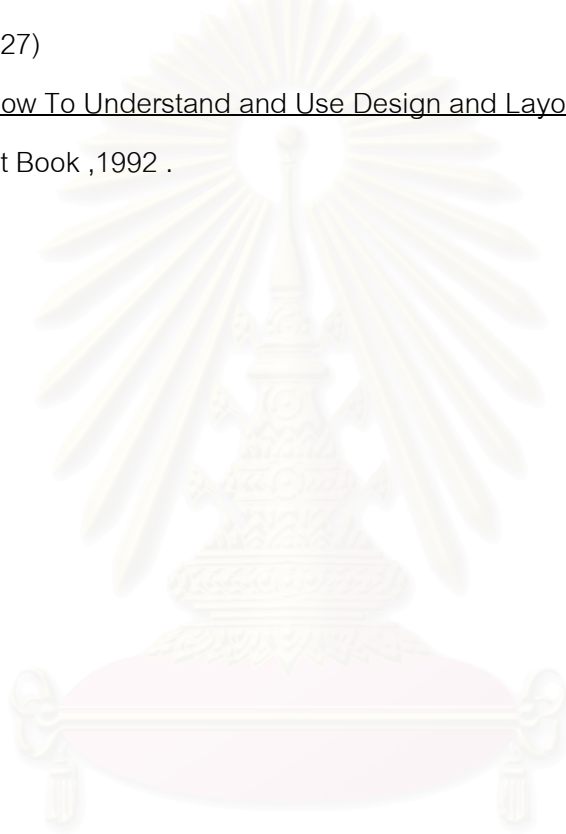 27)
ow To Understand and Use Design and Layo
t Book ,1992 .